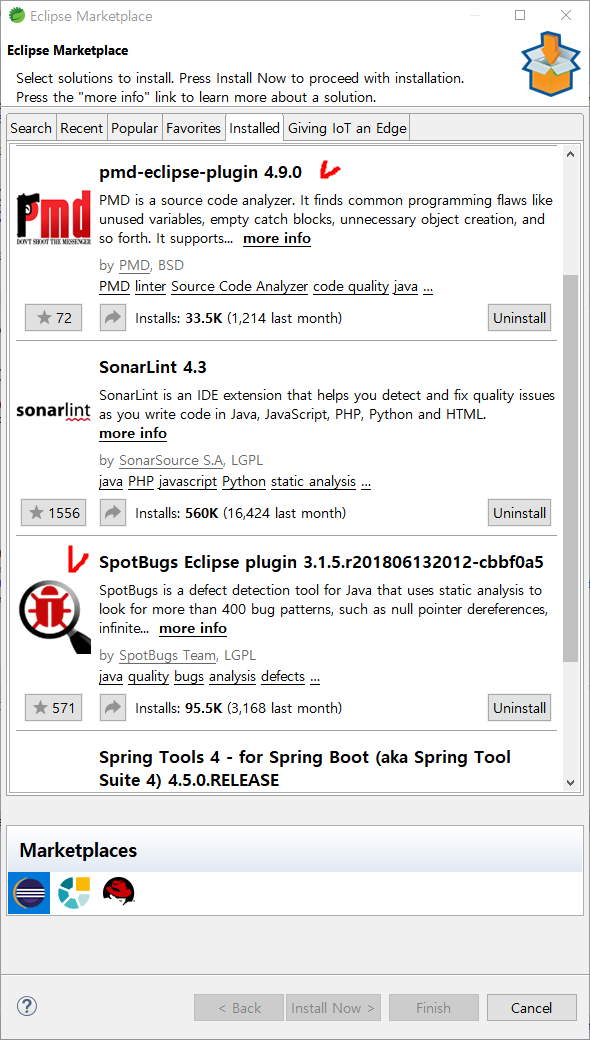 Eclipse Marketplace
Eclipse Marketplace
Select solutions to install. Press Install Now to proceed with installation.
Press the "more info" link to learn more about a solution.
Search Recent Popular Favorites Installed Giving IoT an Edge
pmd-eclipse-plugin 4.9.0
PMD is a source code analyzer. It finds common programming flaws like
unused variables, empty catch blocks, unnecessary object creation, and
so forth. It supports... more info
Pmd
DON'T SHOOT THE MESSENGER
by PMD, BSD
PMD linter Source Code Analyzer code quality java ...
72 Installs: 33.5K (1,214 last month) Uninstall
SonarLint 4.3
SonarLint is an IDE extension that helps you detect and fix quality issues
as you write code in Java, JavaScript, PHP, Python and HTML.
more info
sonarlint
by SonarSource S.A, LGPL
java PHP javascript Python static analysis ...
1556 Installs: 560K (16,424 last month) Uninstall
SpotBugs Eclipse plugin 3.1.5.r201806132012-cbbf0a5
SpotBugs is a defect detection tool for Java that uses static analysis to
look for more than 400 bug patterns, such as null pointer dereferences,
infinite... more info
by SpotBugs Team, LGPL
java quality bugs analysis defects ...
571 Installs: 95.5K (3,168 last month) Uninstall
Spring Tools 4 - for Spring Boot (aka Spring Tool
Suite 4) 4.5.0.RELEASE
Marketplaces
? < Back Install Now > Finish Cancel